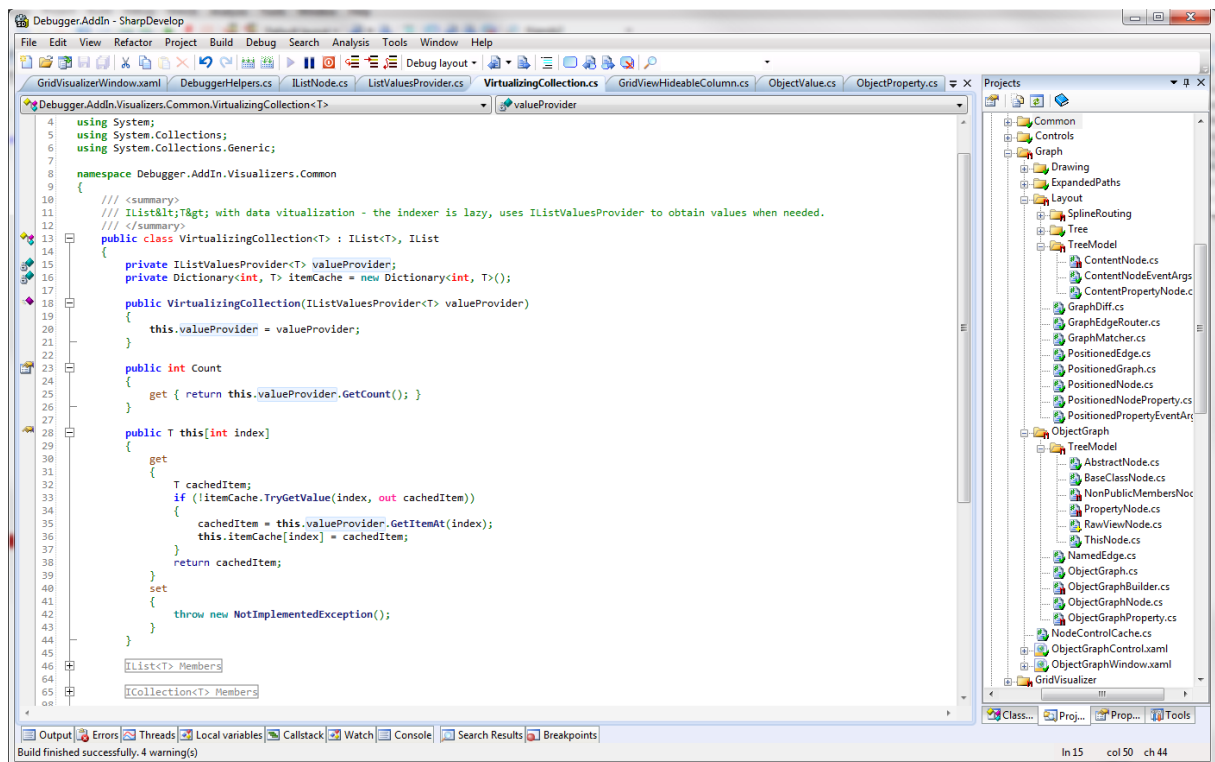 Debugger.AddIn - SharpDevelop
File Edit View Refactor Project Build Debug Search Analysis Tools Window Help
Debug layout
GridVisualizerWindow.xaml DebuggerHelpers.cs IListNode.cs ListValuesProvider.cs VirtualizingCollection.cs GridViewHideableColumn.cs ObjectValue.cs ObjectProperty.cs
Debugger.AddIn.Visualizers.Common.VirtualizingCollection<T> valueProvider
4 using System;
5 using System.Collections;
6 using System.Collections.Generic;
7
8 namespace Debugger.AddIn.Visualizers.Common
9 {
10 /// <summary>
11 /// IList&lt;T&gt; with data vitualization - the indexer is lazy, uses IListValuesProvider to obtain values when needed.
12 /// </summary>
13 public class VirtualizingCollection<T> : IList<T>, IList
14 {
15 private IListValuesProvider<T> valueProvider;
16 private Dictionary<int, T> itemCache = new Dictionary<int, T>();
17
18 public VirtualizingCollection(IListValuesProvider<T> valueProvider)
19 {
20 this.valueProvider = valueProvider;
21 }
22
23 public int Count
24 {
25 get { return this.valueProvider.GetCount(); }
26 }
27
28 public T this[int index]
29 {
30 get
31 {
32 T cachedItem;
33 if (!itemCache.TryGetValue(index, out cachedItem))
34 {
35 cachedItem = this.valueProvider.GetItemAt(index);
36 this.itemCache[index] = cachedItem;
37 }
38 return cachedItem;
39 }
40 set
41 {
42 throw new NotImplementedException();
43 }
44 }
45
46 IList<T> Members
64
65 ICollection<T> Members
98
Projects
Common
Controls
Graph
Drawing
ExpandedPaths
Layout
SplineRouting
Tree
TreeModel
ContentNode.cs
ContentNodeEventArgs
ContentPropertyNode.c
GraphDiff.cs
GraphEdgeRouter.cs
GraphMatcher.cs
PositionedEdge.cs
PositionedGraph.cs
PositionedNode.cs
PositionedNodeProperty.cs
PositionedPropertyEventArg
ObjectGraph
TreeModel
AbstractNode.cs
BaseClassNode.cs
NonPublicMembersNoc
PropertyNode.cs
RawViewNode.cs
ThisNode.cs
NamedEdge.cs
ObjectGraph.cs
ObjectGraphBuilder.cs
ObjectGraphNode.cs
ObjectGraphProperty.cs
NodeControlCache.cs
ObjectGraphControl.xaml
ObjectGraphWindow.xaml
GridVisualizer
Class... Proj... Prop... Tools
Output Errors Threads Local variables Callstack Watch Console Search Results Breakpoints
Build finished successfully. 4 warning(s) ln 15 col 50 ch 44